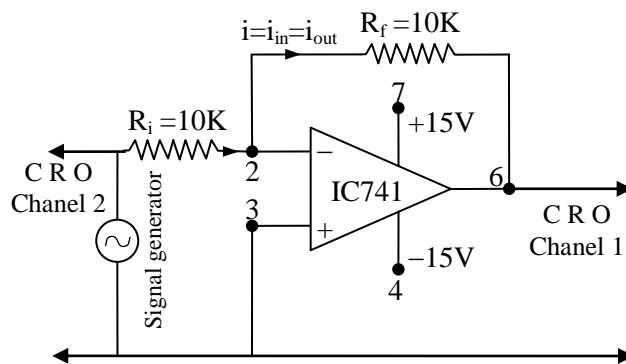 i=i_in=i_out
R_f =10K
R_i =10K
7
+15V
C R O
Chanel 2
2
−
IC741
6
3
+
C R O
Chanel 1
−15V
4
Signal generator